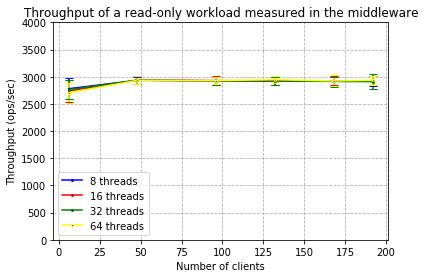 Throughput of a read-only workload measured in the middleware
4000
3500
3000
2500
2000
1500
1000
500
0
Throughput (ops/sec)
8 threads
16 threads
32 threads
64 threads
0 25 50 75 100 125 150 175 200
Number of clients